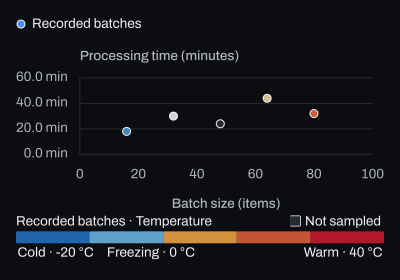 Recorded batches
Processing time (minutes)
60.0 min
40.0 min
20.0 min
0.0 min
0 20 40 60 80 100
Batch size (items)
Recorded batches · Temperature Not sampled
Cold · -20 °C Freezing · 0 °C Warm · 40 °C